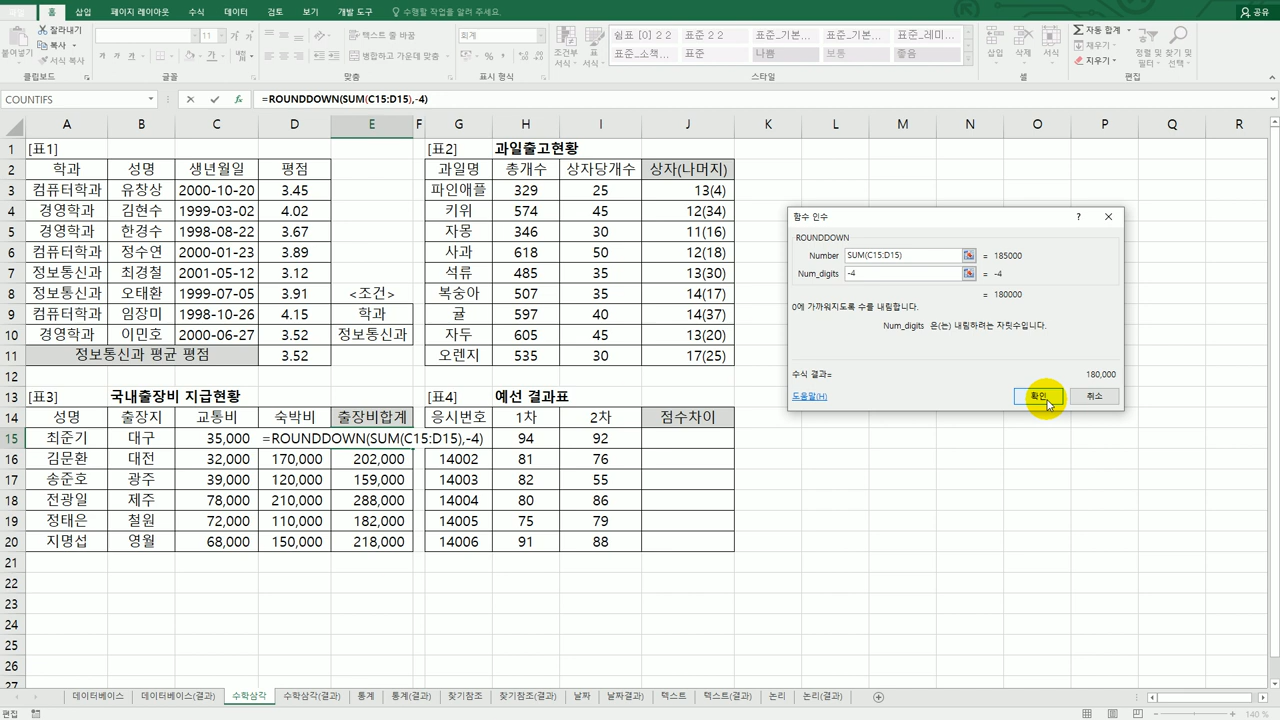 파일 홈 삽입 페이지 레이아웃 수식 데이터 검토 보기 개발 도구 수행할 작업을 알려 주세요. 공유
붙여넣기 잘라내기 복사 서식 복사 클립보드
11 가 가 가 가 가 글꼴
텍스트 줄 바꿈 병합하고 가운데 맞춤 맞춤
회계 % 표시 형식
조건부 서식 표 서식 쉼표 [0] 2 2 표준 2 2 표준_기본... 표준_기본... 표준_레미...
표준_소책... 표준 나쁨 보통 좋음 스타일
삽입 삭제 서식 셀
자동 합계 채우기 지우기 정렬 및 필터 찾기 및 선택 편집
COUNTIFS fx =ROUNDDOWN(SUM(C15:D15),-4)
A B C D E F G H I J K L M N O P Q R
1 [표1] [표2] 과일출고현황
2 학과 성명 생년월일 평점 과일명 총개수 상자당개수 상자(나머지)
3 컴퓨터학과 유창상 2000-10-20 3.45 파인애플 329 25 13(4)
4 경영학과 김현수 1999-03-02 4.02 키위 574 45 12(34)
5 경영학과 한경수 1998-08-22 3.67 자몽 346 30 11(16)
6 컴퓨터학과 정수연 2000-01-23 3.89 사과 618 50 12(18)
7 정보통신과 최경철 2001-05-12 3.12 석류 485 35 13(30)
8 정보통신과 오태환 1999-07-05 3.91 <조건> 복숭아 507 35 14(17)
9 컴퓨터학과 임장미 1998-10-26 4.15 학과 귤 597 40 14(37)
10 경영학과 이민호 2000-06-27 3.52 정보통신과 자두 605 45 13(20)
11 정보통신과 평균 평점 3.52 오렌지 535 30 17(25)
12
13 [표3] 국내출장비 지급현황 [표4] 예선 결과표
14 성명 출장지 교통비 숙박비 출장비합계 응시번호 1차 2차 점수차이
15 최준기 대구 35,000 =ROUNDDOWN(SUM(C15:D15),-4) 94 92
16 김문환 대전 32,000 170,000 202,000 14002 81 76
17 송준호 광주 39,000 120,000 159,000 14003 82 55
18 전광일 제주 78,000 210,000 288,000 14004 80 86
19 정태은 철원 72,000 110,000 182,000 14005 75 79
20 지명섭 영월 68,000 150,000 218,000 14006 91 88
21
22
23
24
25
26
27
함수 인수 ?
ROUNDDOWN
Number SUM(C15:D15) = 185000
Num_digits -4 = -4
= 180000
0에 가까워지도록 수를 내림합니다.
Num_digits 은(는) 내림하려는 자릿수입니다.
수식 결과= 180,000
도움말(H) 확인 취소
데이터베이스 데이터베이스(결과) 수학삼각 수학삼각(결과) 통계 통계(결과) 찾기참조 찾기참조(결과) 날짜 날짜(결과) 텍스트 텍스트(결과) 논리 논리(결과)
편집 140 %